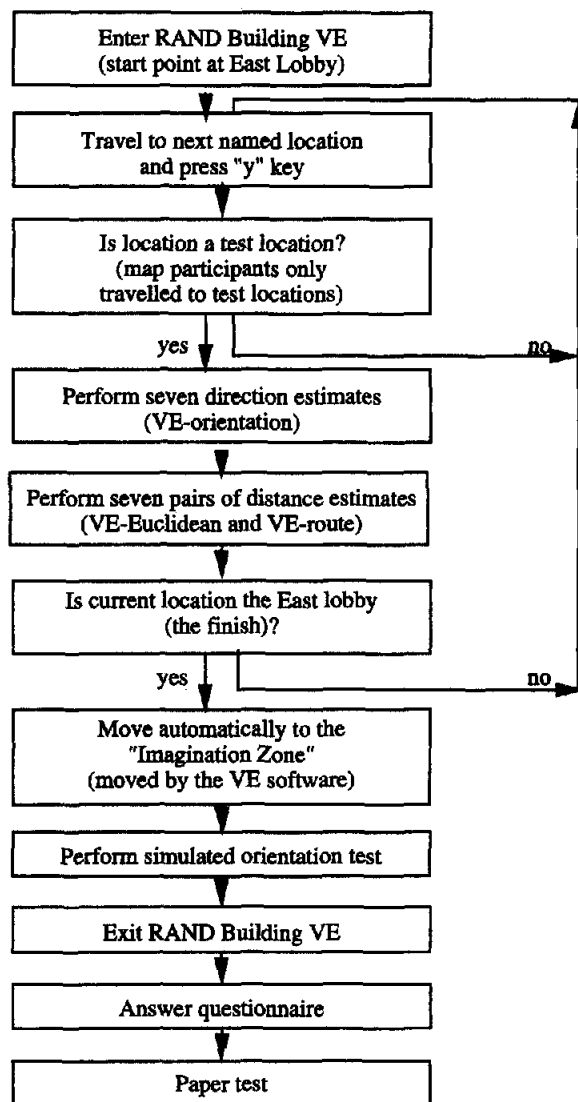 Enter RAND Building VE
(start point at East Lobby)
Travel to next named location
and press "y" key
Is location a test location?
(map participants only
travelled to test locations)
yes
no
Perform seven direction estimates
(VE-orientation)
Perform seven pairs of distance estimates
(VE-Euclidean and VE-route)
Is current location the East lobby
(the finish)?
yes
no
Move automatically to the
"Imagination Zone"
(moved by the VE software)
Perform simulated orientation test
Exit RAND Building VE
Answer questionnaire
Paper test